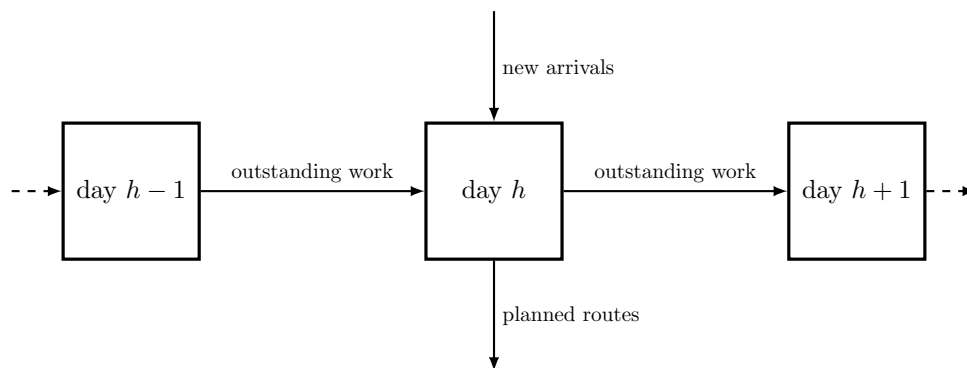 new arrivals
day h − 1
outstanding work
day h
outstanding work
day h + 1
planned routes